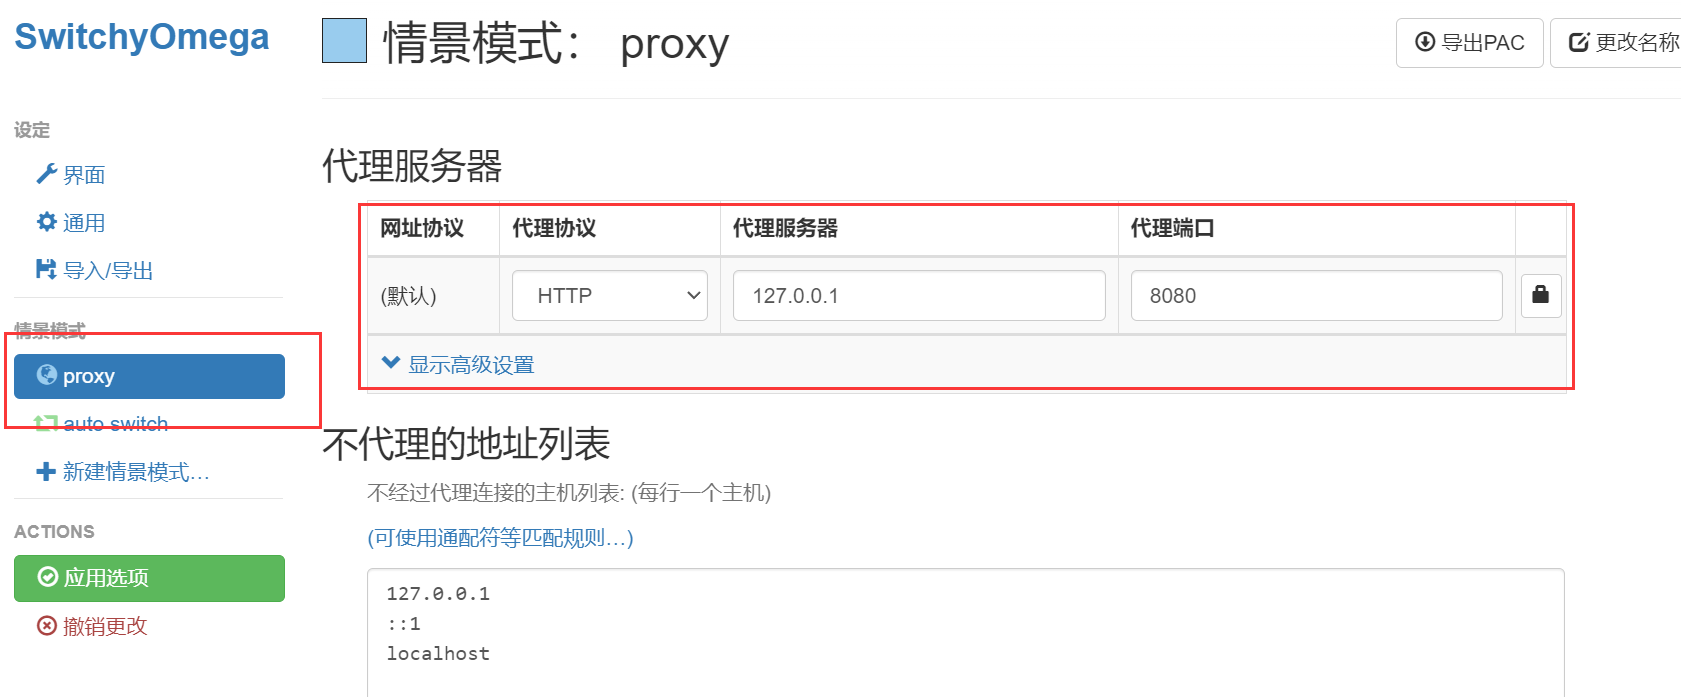 SwitchyOmega
设定
界面
通用
导入/导出
情景模式
proxy
auto switch
新建情景模式…
ACTIONS
应用选项
撤销更改
情景模式： proxy
导出PAC
更改名称
代理服务器
网址协议 代理协议 代理服务器 代理端口
(默认) HTTP 127.0.0.1 8080
显示高级设置
不代理的地址列表
不经过代理连接的主机列表: (每行一个主机)
(可使用通配符等匹配规则…)
127.0.0.1
::1
localhost